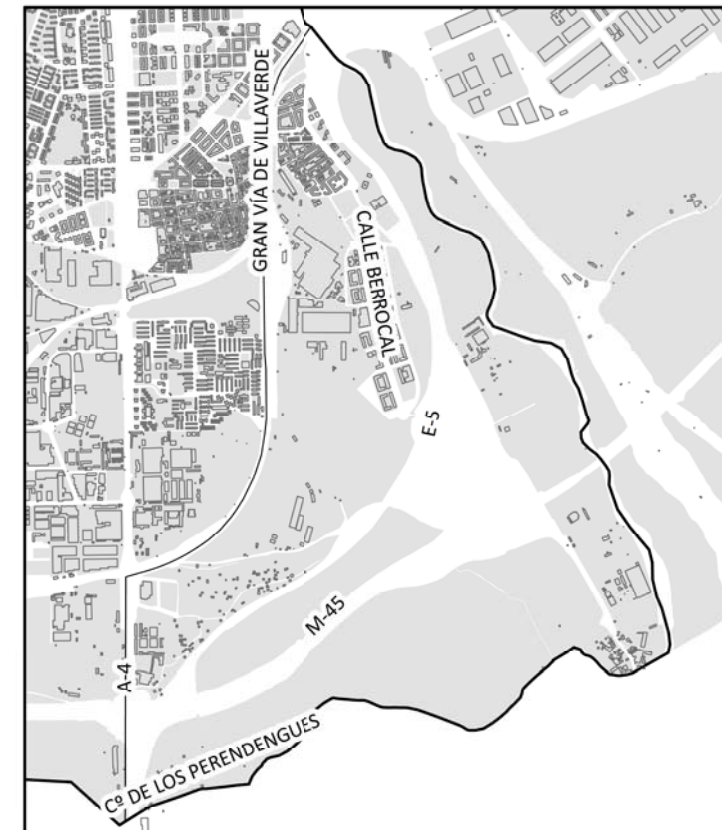 GRAN VÍA DE VILLAVERDE
CALLE BERROCAL
E-5
M-45
A-4
Cº DE LOS PERENDENGUES